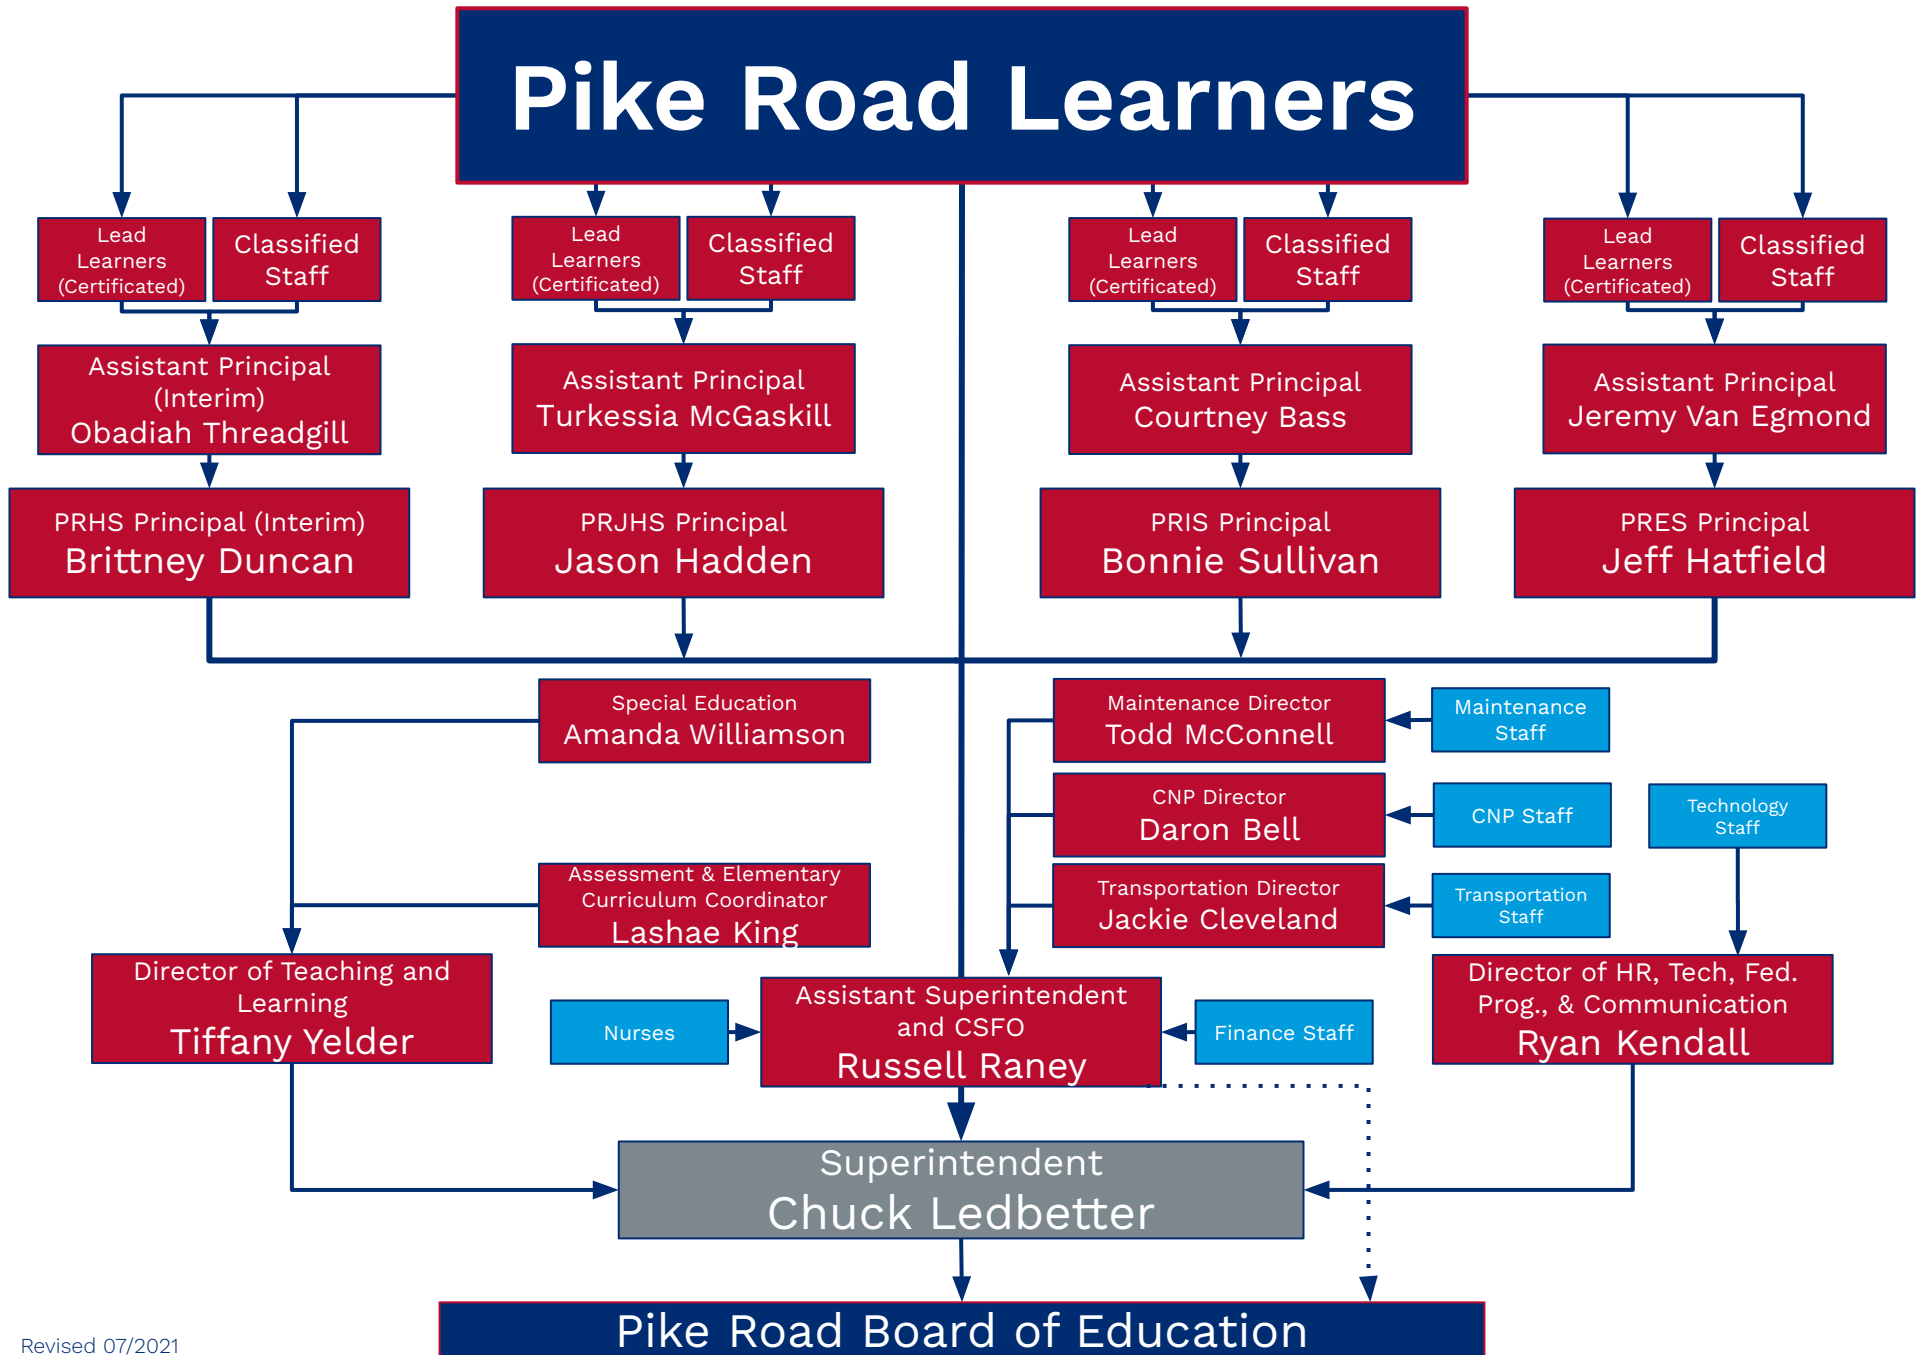 Pike Road Learners
Lead
Learners
(Certificated)
Classified
Staff
Lead
Learners
(Certificated)
Classified
Staff
Lead
Learners
(Certificated)
Classified
Staff
Lead
Learners
(Certificated)
Classified
Staff
Assistant Principal
(Interim)
Obadiah Threadgill
Assistant Principal
Turkessia McGaskill
Assistant Principal
Courtney Bass
Assistant Principal
Jeremy Van Egmond
PRHS Principal (Interim)
Brittney Duncan
PRJHS Principal
Jason Hadden
PRIS Principal
Bonnie Sullivan
PRES Principal
Jeff Hatfield
Special Education
Amanda Williamson
Maintenance Director
Todd McConnell
Maintenance
Staff
CNP Director
Daron Bell
CNP Staff
Technology
Staff
Assessment & Elementary
Curriculum Coordinator
Lashae King
Transportation Director
Jackie Cleveland
Transportation
Staff
Director of Teaching and
Learning
Tiffany Yelder
Nurses
Assistant Superintendent
and CSFO
Russell Raney
Finance Staff
Director of HR, Tech, Fed.
Prog., & Communication
Ryan Kendall
Superintendent
Chuck Ledbetter
Pike Road Board of Education
Revised 07/2021